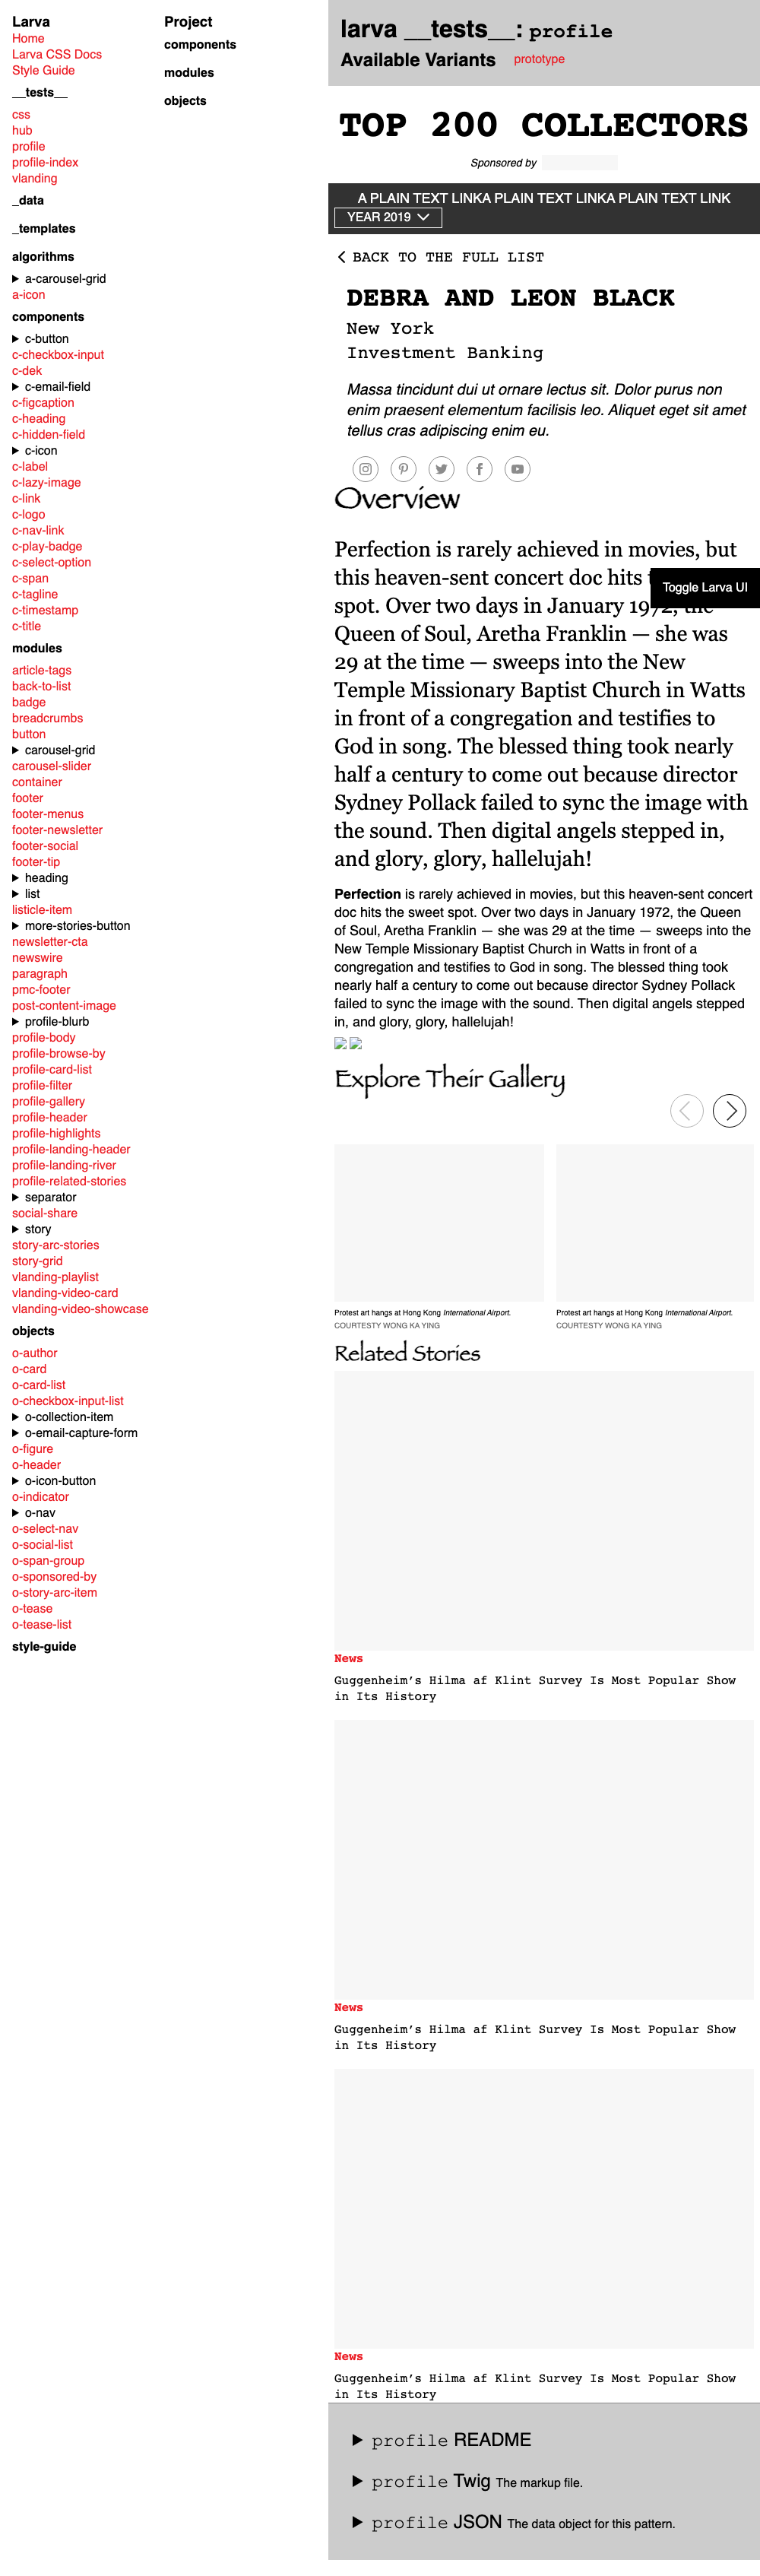 Larva
Home
Larva CSS Docs
Style Guide
__tests__
css
hub
profile
profile-index
vlanding
_data
_templates
algorithms
a-carousel-grid
a-icon
components
c-button
c-checkbox-input
c-dek
c-email-field
c-figcaption
c-heading
c-hidden-field
c-icon
c-label
c-lazy-image
c-link
c-logo
c-nav-link
c-play-badge
c-select-option
c-span
c-tagline
c-timestamp
c-title
modules
article-tags
back-to-list
badge
breadcrumbs
button
carousel-grid
carousel-slider
container
footer
footer-menus
footer-newsletter
footer-social
footer-tip
heading
list
listicle-item
more-stories-button
newsletter-cta
newswire
paragraph
pmc-footer
post-content-image
profile-blurb
profile-body
profile-browse-by
profile-card-list
profile-filter
profile-gallery
profile-header
profile-highlights
profile-landing-header
profile-landing-river
profile-related-stories
separator
social-share
story
story-arc-stories
story-grid
vlanding-playlist
vlanding-video-card
vlanding-video-showcase
objects
o-author
o-card
o-card-list
o-checkbox-input-list
o-collection-item
o-email-capture-form
o-figure
o-header
o-icon-button
o-indicator
o-nav
o-select-nav
o-social-list
o-span-group
o-sponsored-by
o-story-arc-item
o-tease
o-tease-list
style-guide
Project
components
modules
objects
larva __tests__: profile
Available Variants prototype
TOP 200 COLLECTORS
Sponsored by
A PLAIN TEXT LINKA PLAIN TEXT LINKA PLAIN TEXT LINK
YEAR 2019
BACK TO THE FULL LIST
DEBRA AND LEON BLACK
New York
Investment Banking
Massa tincidunt dui ut ornare lectus sit. Dolor purus non
enim praesent elementum facilisis leo. Aliquet eget sit amet
tellus cras adipiscing enim eu.
Overview
Perfection is rarely achieved in movies, but
this heaven-sent concert doc hits
Toggle Larva UI
spot. Over two days in January 1972, the
Queen of Soul, Aretha Franklin — she was
29 at the time — sweeps into the New
Temple Missionary Baptist Church in Watts
in front of a congregation and testifies to
God in song. The blessed thing took nearly
half a century to come out because director
Sydney Pollack failed to sync the image with
the sound. Then digital angels stepped in,
and glory, glory, hallelujah!
Perfection is rarely achieved in movies, but this heaven-sent concert
doc hits the sweet spot. Over two days in January 1972, the Queen
of Soul, Aretha Franklin — she was 29 at the time — sweeps into the
New Temple Missionary Baptist Church in Watts in front of a
congregation and testifies to God in song. The blessed thing took
nearly half a century to come out because director Sydney Pollack
failed to sync the image with the sound. Then digital angels stepped
in, and glory, glory, hallelujah!
Explore Their Gallery
Protest art hangs at Hong Kong International Airport.
COURTESTY WONG KA YING
Protest art hangs at Hong Kong International Airport.
COURTESTY WONG KA YING
Related Stories
News
Guggenheim’s Hilma af Klint Survey Is Most Popular Show
in Its History
News
Guggenheim’s Hilma af Klint Survey Is Most Popular Show
in Its History
News
Guggenheim’s Hilma af Klint Survey Is Most Popular Show
in Its History
profile README
profile Twig The markup file.
profile JSON The data object for this pattern.